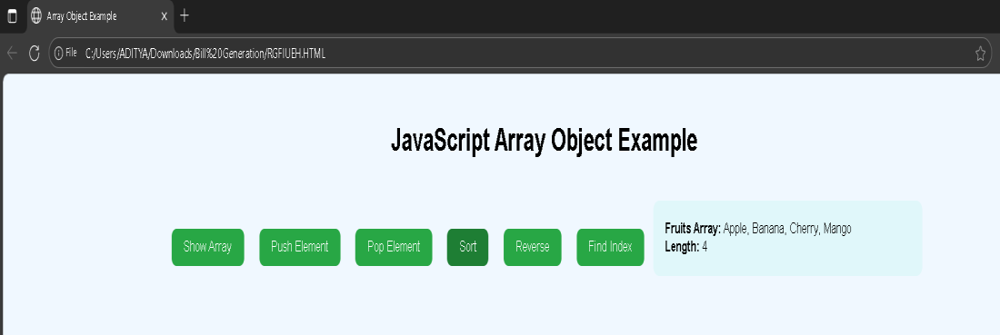 Array Object Example
File C:/Users/ADITYA/Downloads/Bill%20Generation/RGFIUEH.HTML
JavaScript Array Object Example
Show Array Push Element Pop Element Sort Reverse Find Index
Fruits Array: Apple, Banana, Cherry, Mango
Length: 4